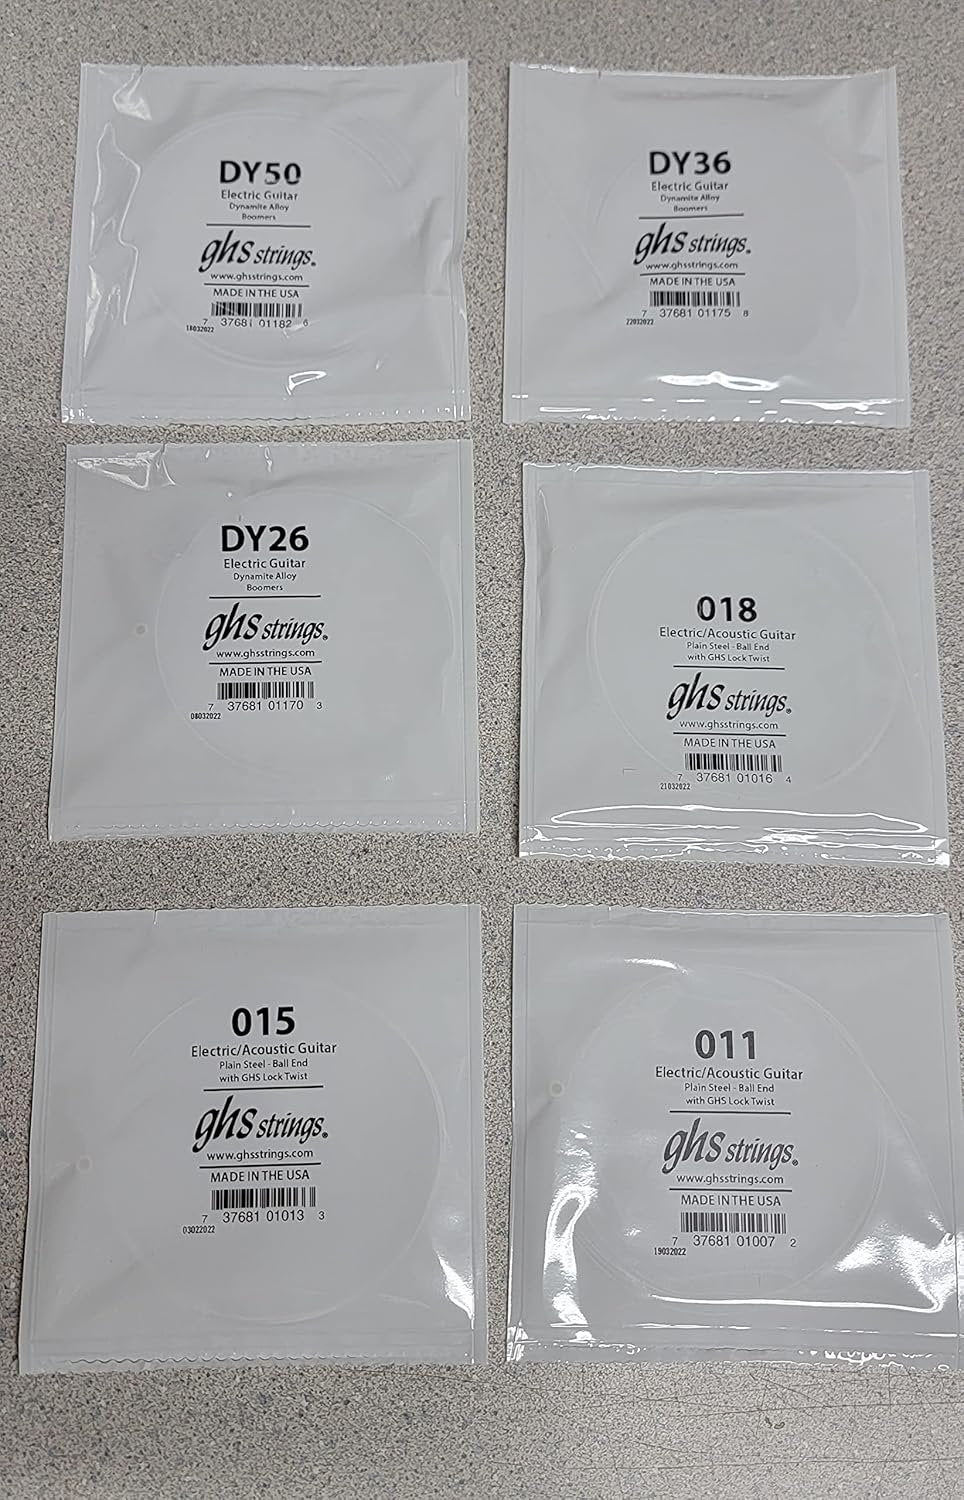 DY50
Electric Guitar
Dynamite Alloy
Boomers
ghs strings®
www.ghsstrings.com
MADE IN THE USA
7 37681 01182 6
18032022
DY36
Electric Guitar
Dynamite Alloy
Boomers
ghs strings®
www.ghsstrings.com
MADE IN THE USA
7 37681 01175 8
22032022
DY26
Electric Guitar
Dynamite Alloy
Boomers
ghs strings®
www.ghsstrings.com
MADE IN THE USA
7 37681 01170 3
08032022
018
Electric/Acoustic Guitar
Plain Steel - Ball End
with GHS Lock Twist
ghs strings®
www.ghsstrings.com
MADE IN THE USA
7 37681 01016 4
21032022
015
Electric/Acoustic Guitar
Plain Steel - Ball End
with GHS Lock Twist
ghs strings®
www.ghsstrings.com
MADE IN THE USA
7 37681 01013 3
03022022
011
Electric/Acoustic Guitar
Plain Steel - Ball End
with GHS Lock Twist
ghs strings®
www.ghsstrings.com
MADE IN THE USA
7 37681 01007 2
19032022